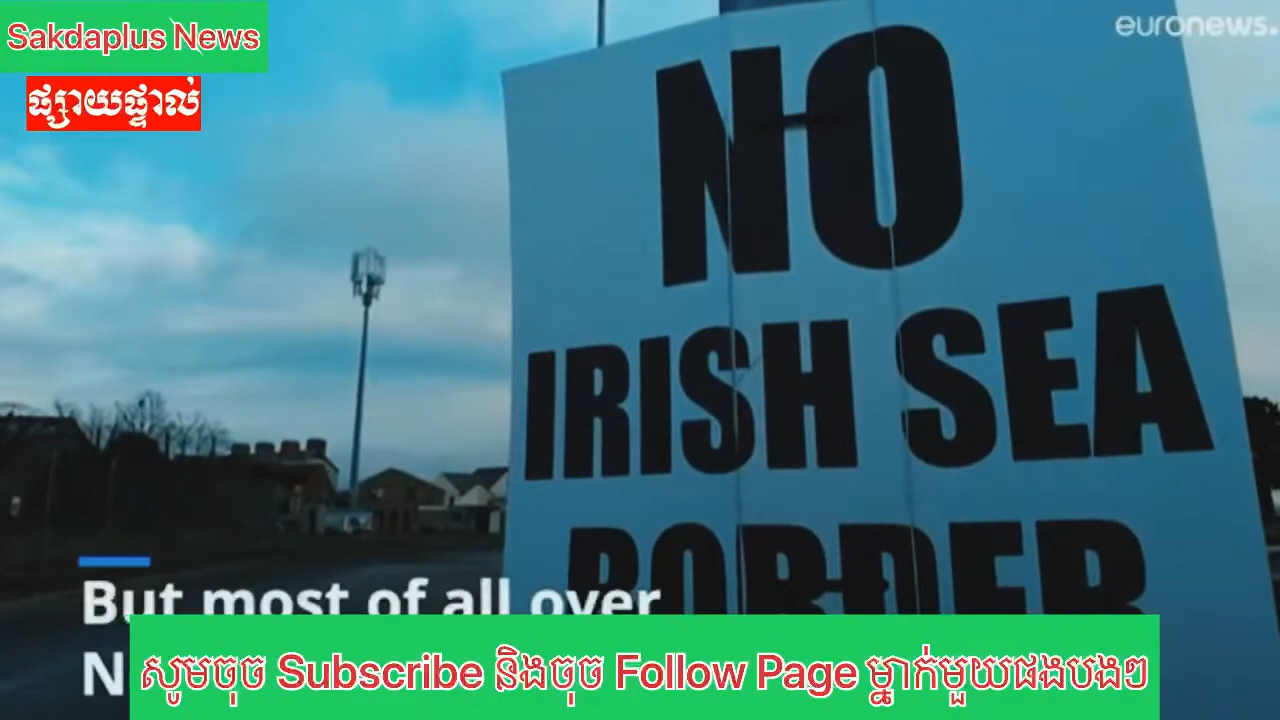 Sakdaplus News
euronews.
ផ្សាយផ្ទាល់
NO
IRISH SEA
BORDER
But most of all over
សូមចុច Subscribe និងចុច Follow Page ម្នាក់មួយផងបងៗ